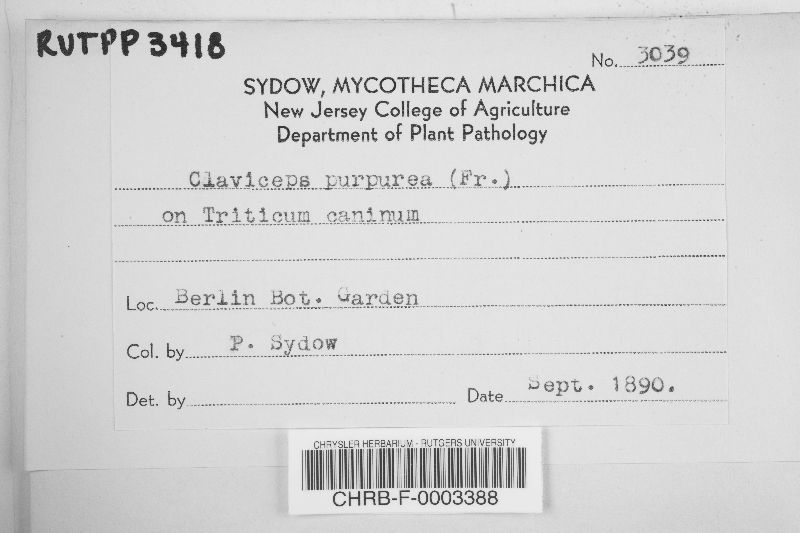 RUTPP 3418
No. 3039
SYDOW, MYCOTHECA MARCHICA
New Jersey College of Agriculture
Department of Plant Pathology
Claviceps purpurea (Fr.)
on Triticum caninum
Loc. Berlin Bot. Garden
Col. by P. Sydow
Det. by Date Sept. 1890.
CHRYSLER HERBARIUM - RUTGERS UNIVERSITY
CHRB-F-0003388